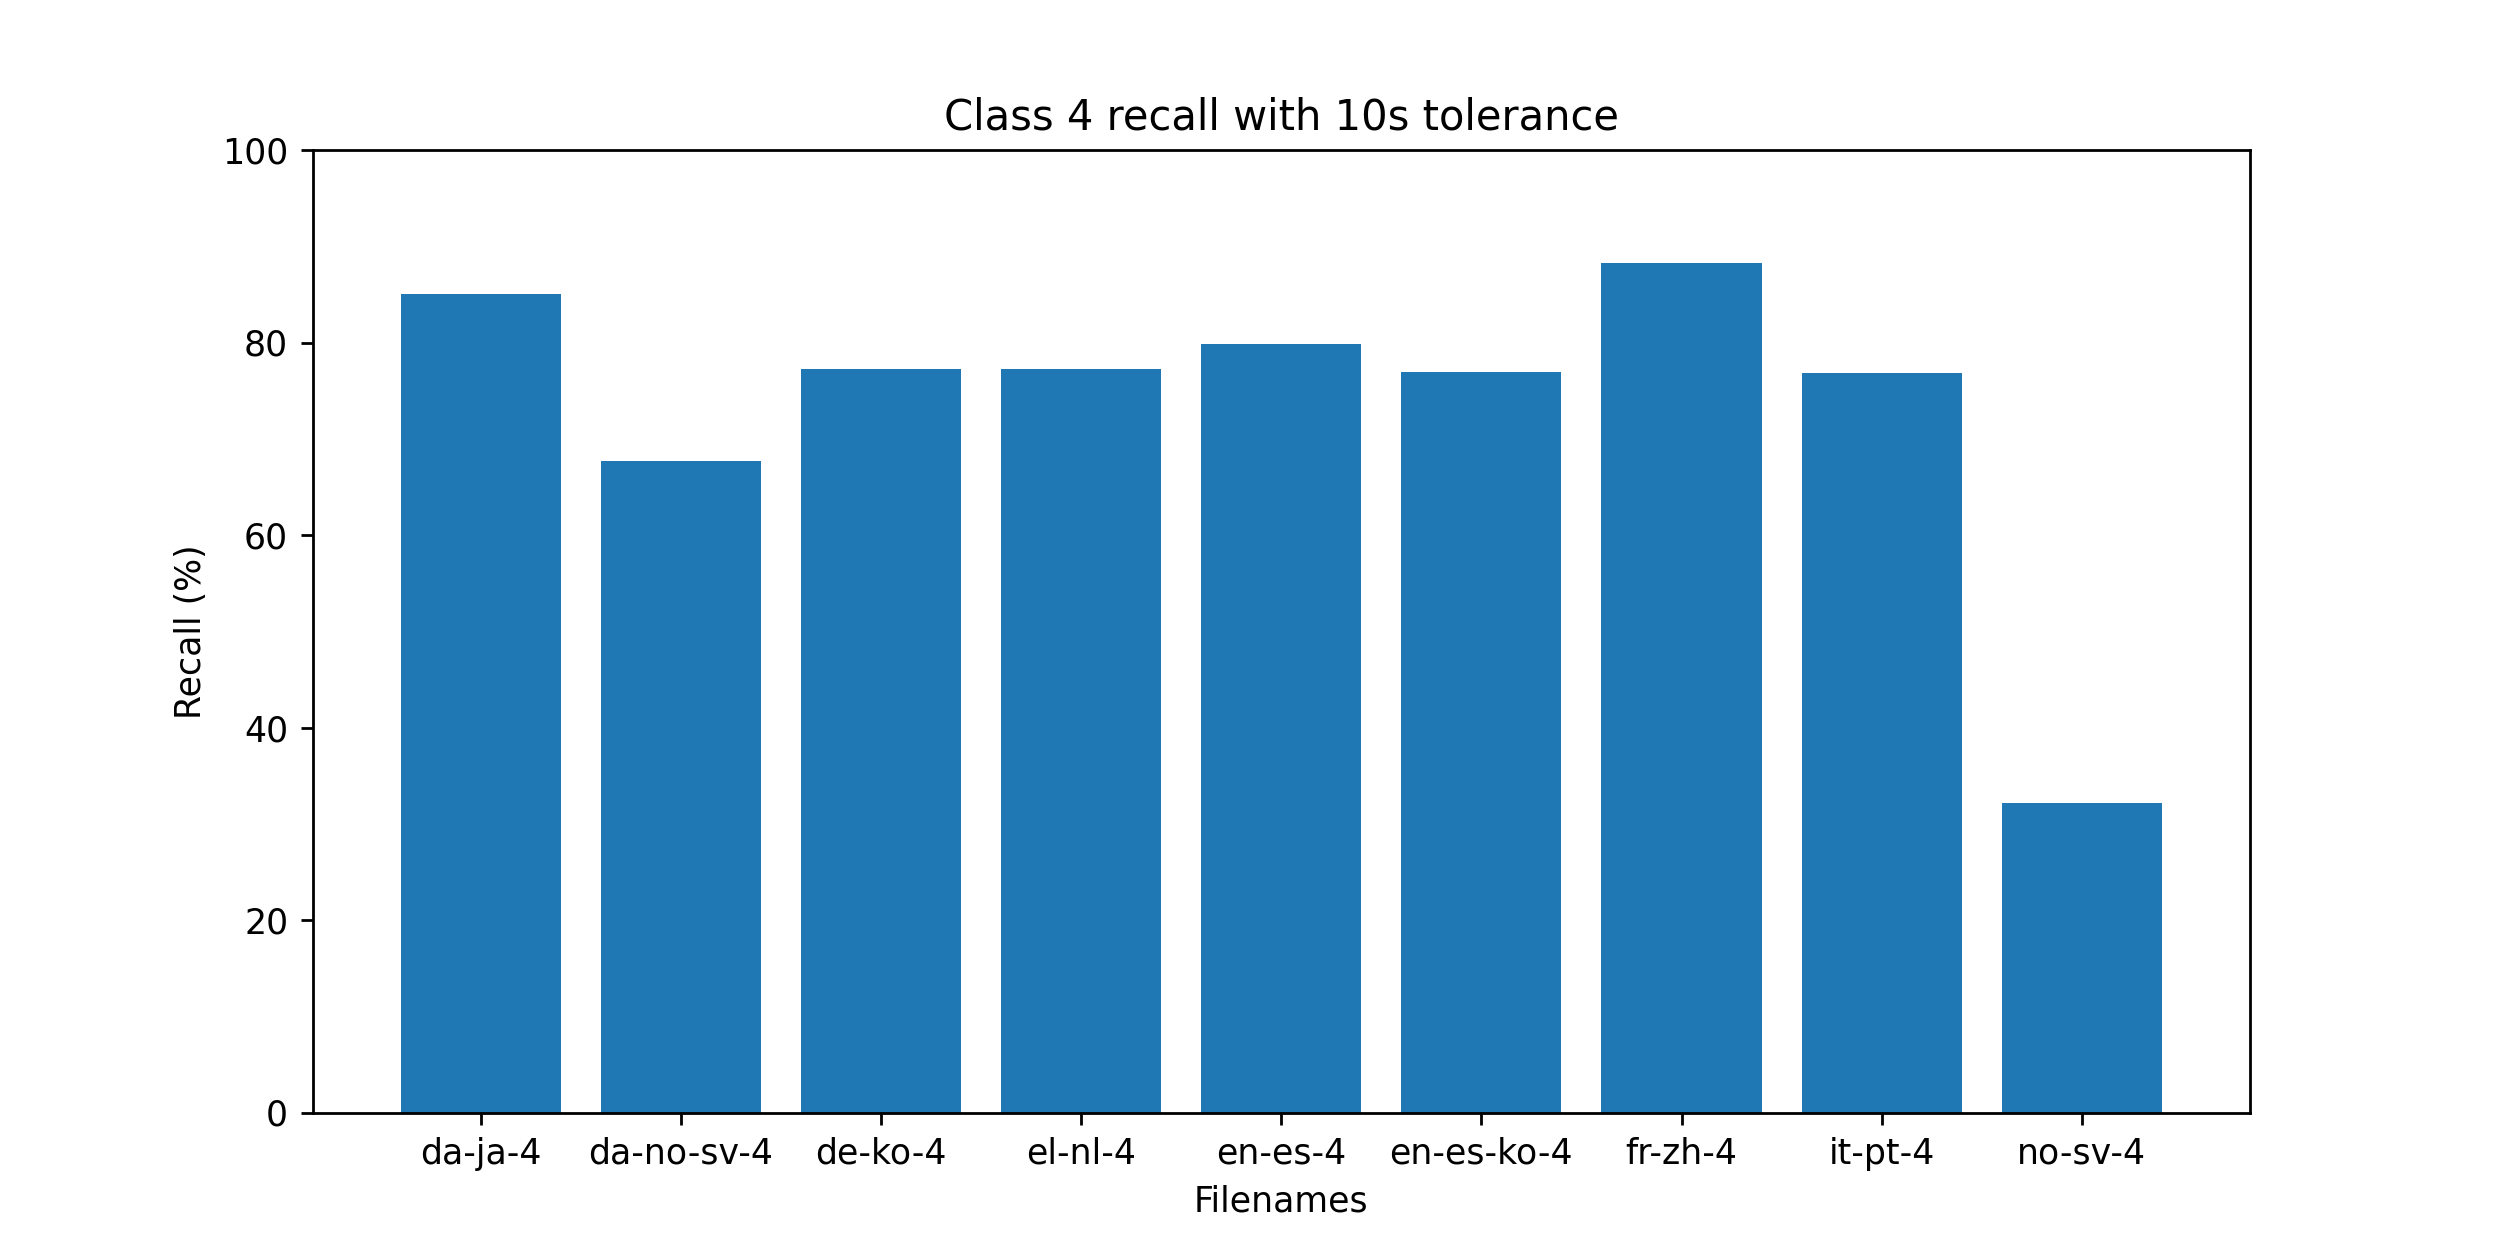 Class 4 recall with 10s tolerance
100
80
60
40
20
0
Recall (%)
da-ja-4 da-no-sv-4 de-ko-4 el-nl-4 en-es-4 en-es-ko-4 fr-zh-4 it-pt-4 no-sv-4
Filenames